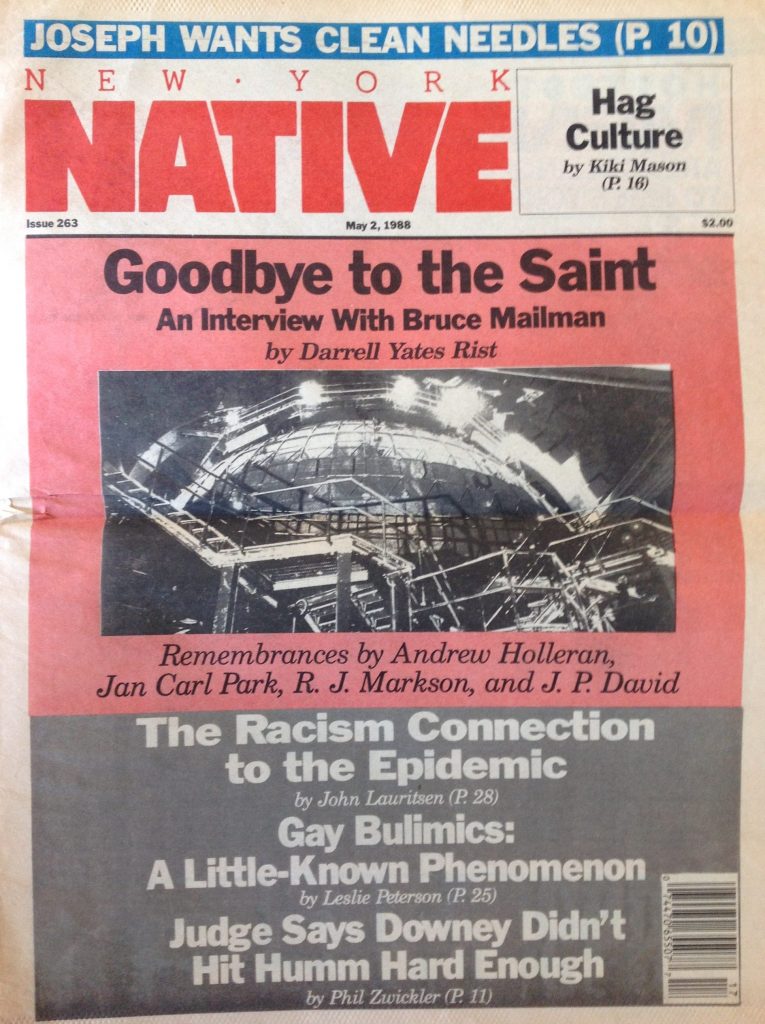 JOSEPH WANTS CLEAN NEEDLES (P. 10)
NEW · YORK
NATIVE
Hag
Culture
by Kiki Mason
(P. 16)
Issue 263
May 2, 1988
$2.00
Goodbye to the Saint
An Interview With Bruce Mailman
by Darrell Yates Rist
Remembrances by Andrew Holleran,
Jan Carl Park, R. J. Markson, and J. P. David
The Racism Connection
to the Epidemic
by John Lauritsen (P. 28)
Gay Bulimics:
A Little-Known Phenomenon
by Leslie Peterson (P. 25)
Judge Says Downey Didn't
Hit Humm Hard Enough
by Phil Zwickler (P. 11)
17